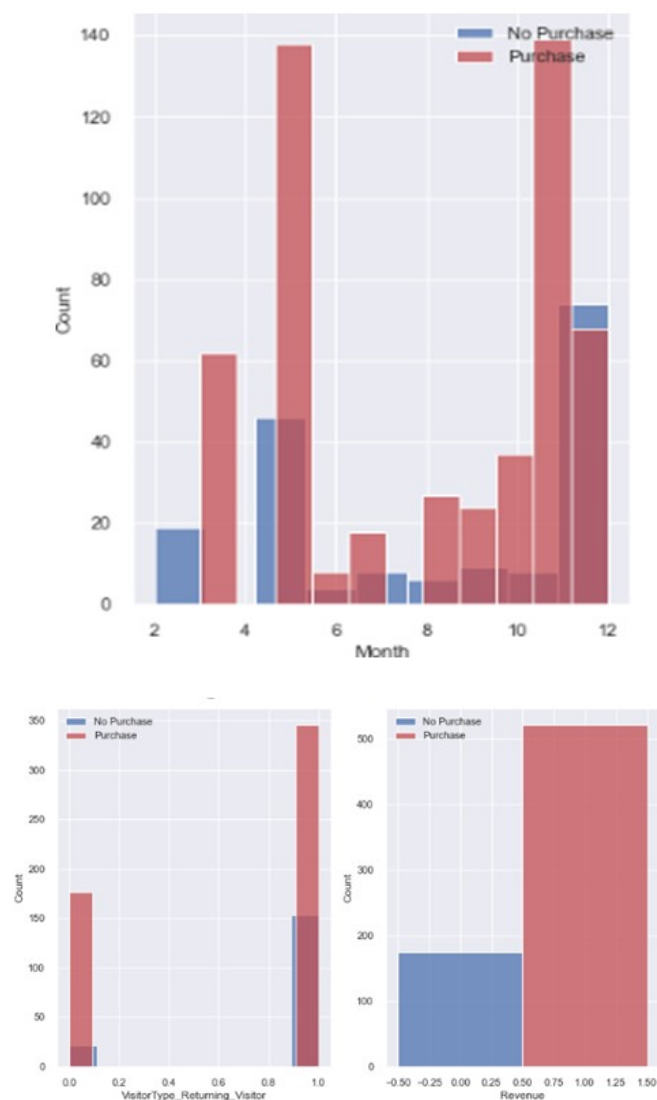 No Purchase
Purchase
140
120
100
80
60
40
20
0
Count
2 4 6 8 10 12
Month
No Purchase
Purchase
350
300
250
200
150
100
50
0
Count
0.0 0.2 0.4 0.6 0.8 1.0
VisitorType_Returning_Visitor
No Purchase
Purchase
500
400
300
200
100
0
Count
-0.50 -0.25 0.00 0.25 0.50 0.75 1.00 1.25 1.50
Revenue